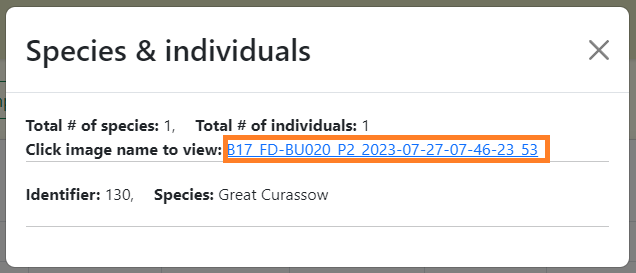 Species & individuals
Total # of species: 1, Total # of individuals: 1
Click image name to view: B17_FD-BU020_P2_2023-07-27-07-46-23_53
Identifier: 130, Species: Great Curassow